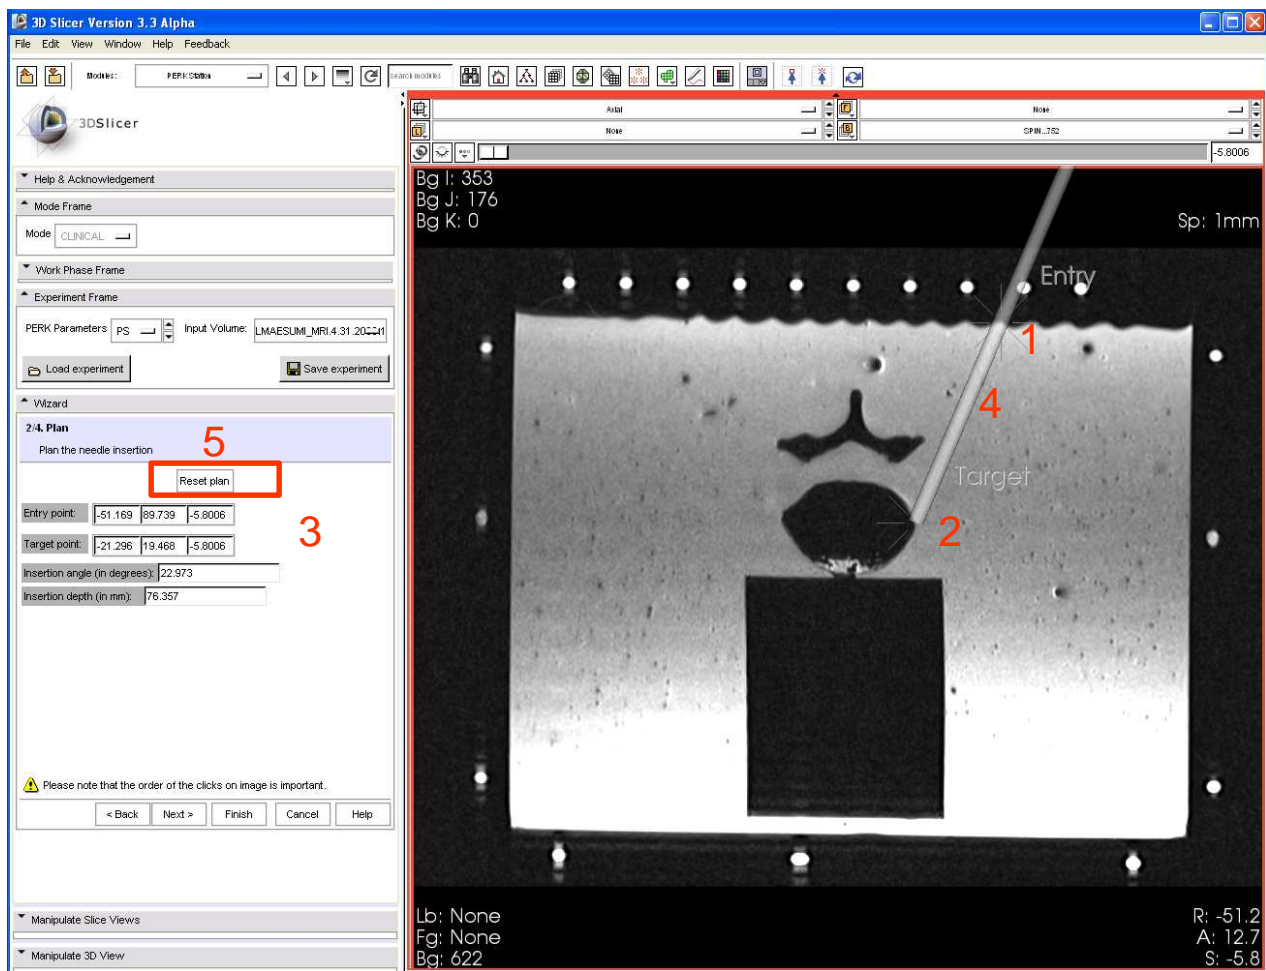 3D Slicer Version 3.3 Alpha
File Edit View Window Help Feedback
Modules: PERK Station search modules
3DSlicer
Axial None
None SPIN...752
-5.8006
Help & Acknowledgement
Mode Frame
Mode CLINICAL
Work Phase Frame
Experiment Frame
PERK Parameters PS Input Volume:
Load experiment Save experiment
Wizard
2/4. Plan
Plan the needle insertion
5
Reset plan
Entry point: -51.169 89.739 -5.8006
3
Target point: -21.296 19.468 -5.8006
Insertion angle (in degrees): 22.973
Insertion depth (in mm): 76.357
Please note that the order of the clicks on image is important.
< Back Next > Finish Cancel Help
Manipulate Slice Views
Manipulate 3D View
Bg I: 353
Bg J: 176
Bg K: 0
Sp: 1mm
Entry
1
4
Target
2
Lb: None
Fg: None
Bg: 622
R: -51.2
A: 12.7
S: -5.8